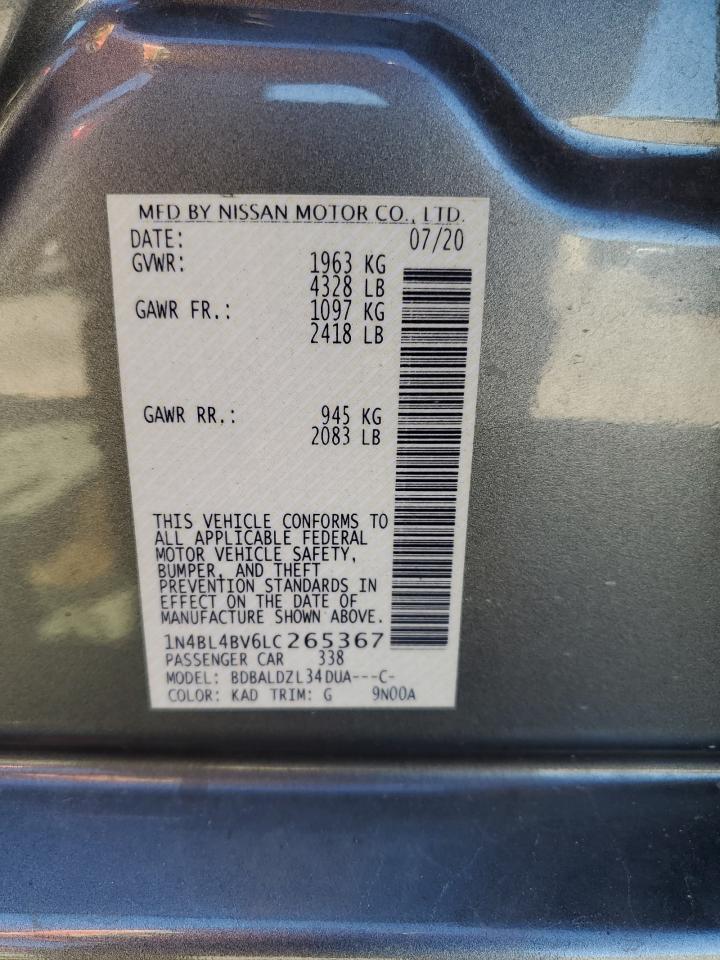 MFD BY NISSAN MOTOR CO., LTD.
DATE: 07/20
GVWR: 1963 KG
4328 LB
GAWR FR.: 1097 KG
2418 LB
GAWR RR.: 945 KG
2083 LB
THIS VEHICLE CONFORMS TO
ALL APPLICABLE FEDERAL
MOTOR VEHICLE SAFETY,
BUMPER, AND THEFT
PREVENTION STANDARDS IN
EFFECT ON THE DATE OF
MANUFACTURE SHOWN ABOVE.
1N4BL4BV6LC265367
PASSENGER CAR 338
MODEL: BDBALDZL34DUA---C-
COLOR: KAD TRIM: G 9N00A